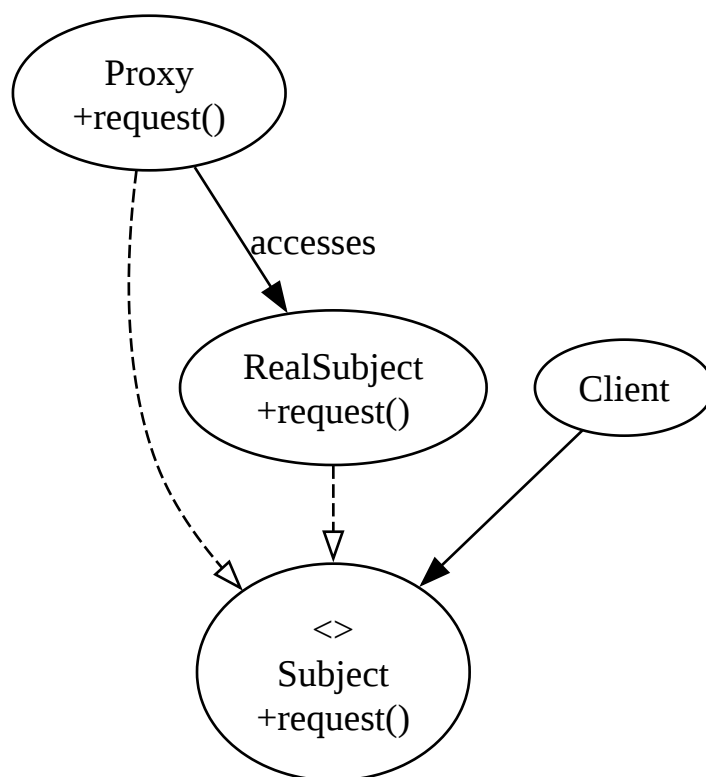 Proxy
+request()
accesses
RealSubject
+request()
Client
<>
Subject
+request()